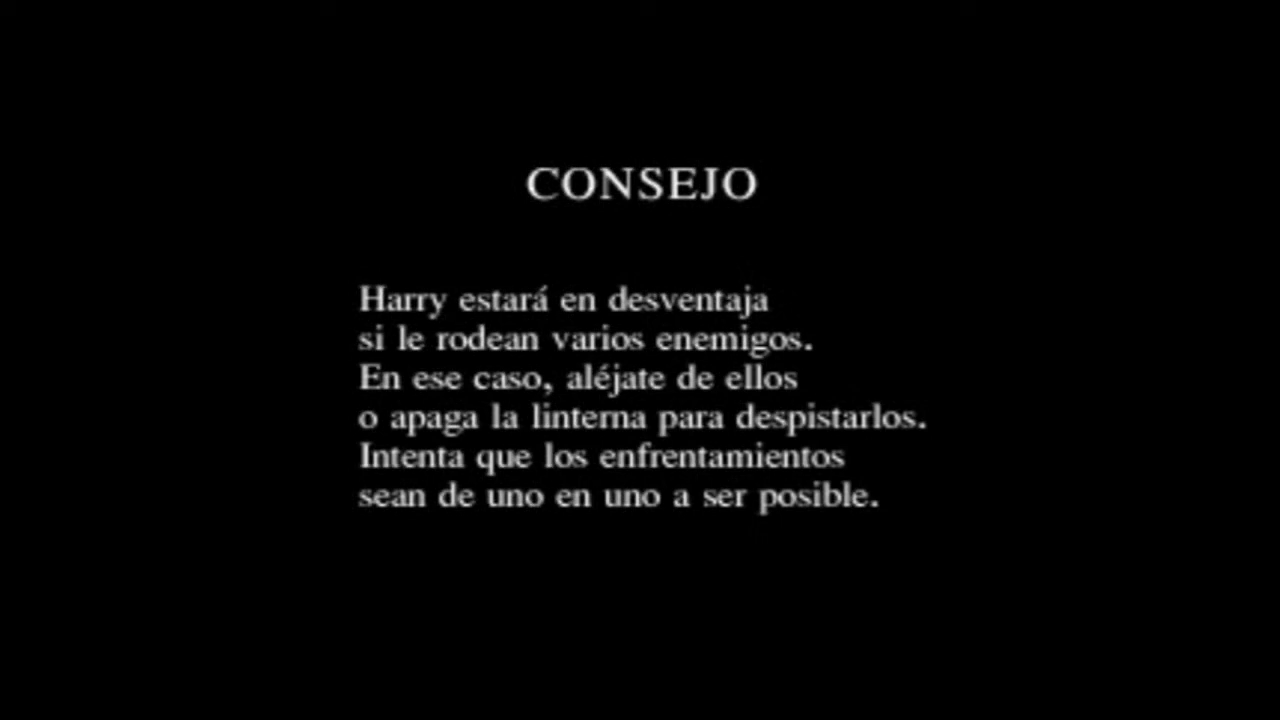 CONSEJO
Harry estará en desventaja
si le rodean varios enemigos.
En ese caso, aléjate de ellos
o apaga la linterna para despistarlos.
Intenta que los enfrentamientos
sean de uno en uno a ser posible.